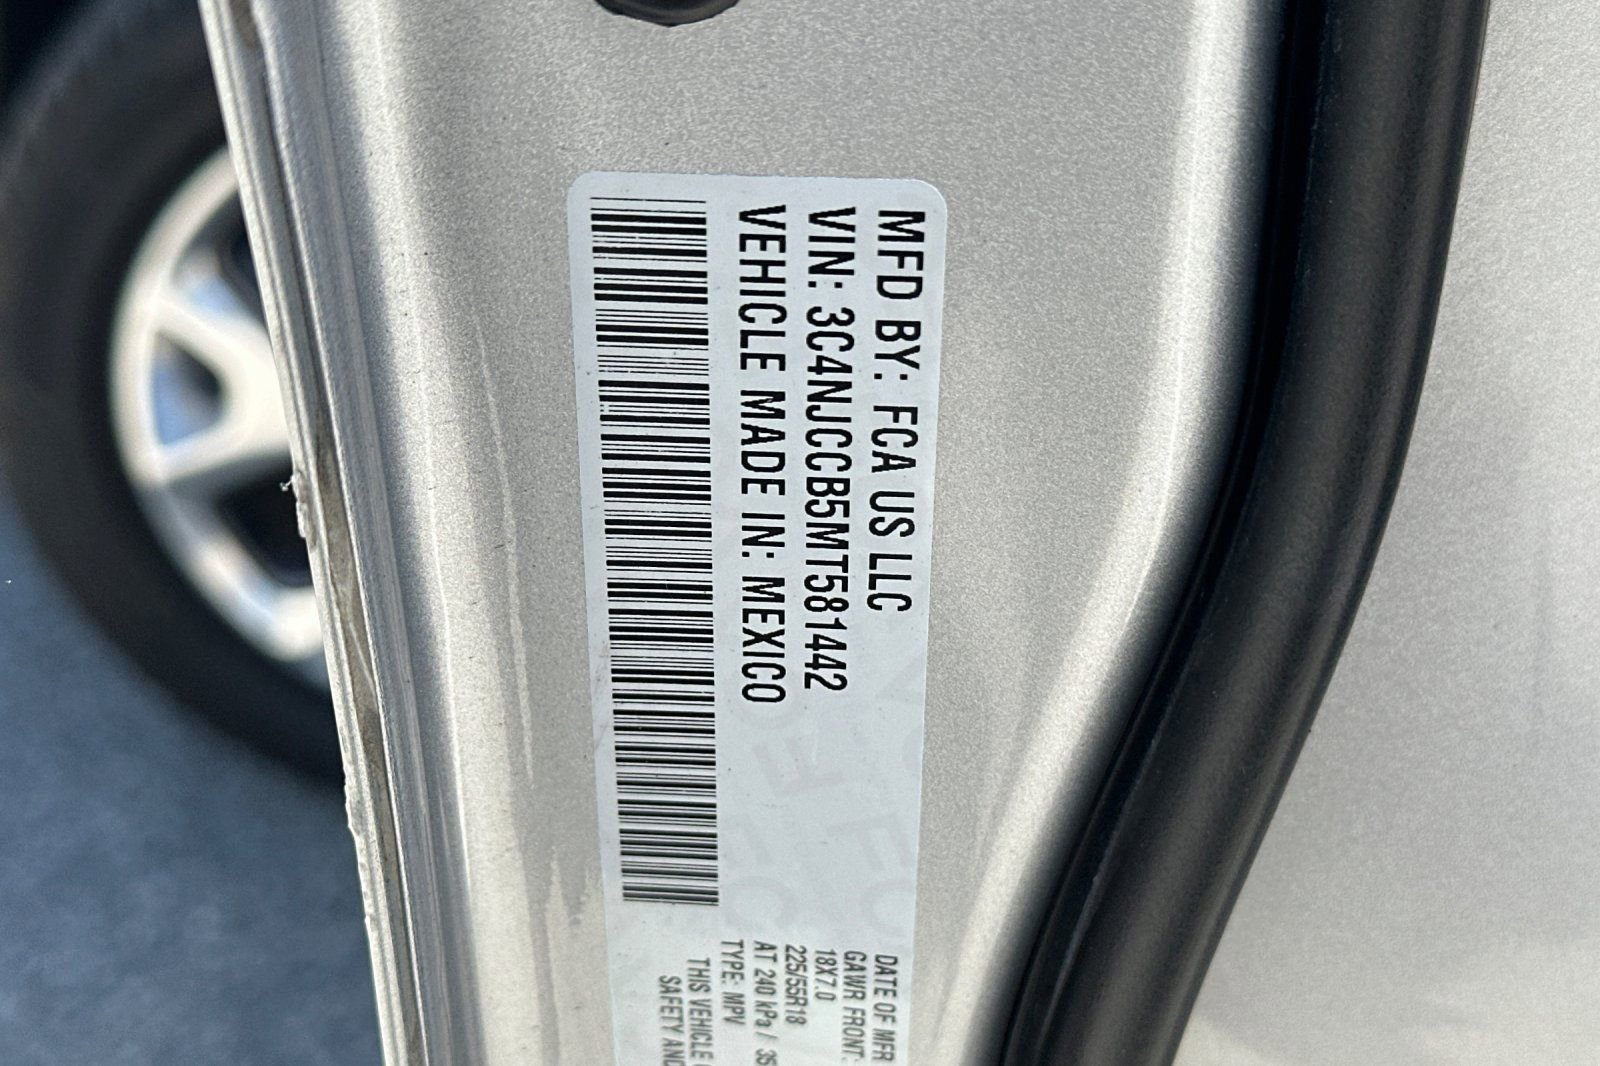 MFD BY: FCA US LLC
VIN: 3C4NJCCB5MT581442
VEHICLE MADE IN: MEXICO
DATE OF MFR
GAWR FRONT:
18X7.0
225/55R18
AT 240 kPa /
TYPE: MPV
THIS VEHICLE
SAFETY AND